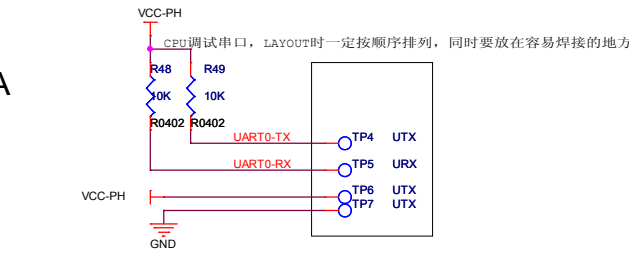 VCC-PH
CPU调试串口，LAYOUT时一定按顺序排列，同时要放在容易焊接的地方
A
R48 R49
10K 10K
R0402 R0402
UART0-TX TP4 UTX
UART0-RX TP5 URX
VCC-PH TP6 UTX
TP7 UTX
GND